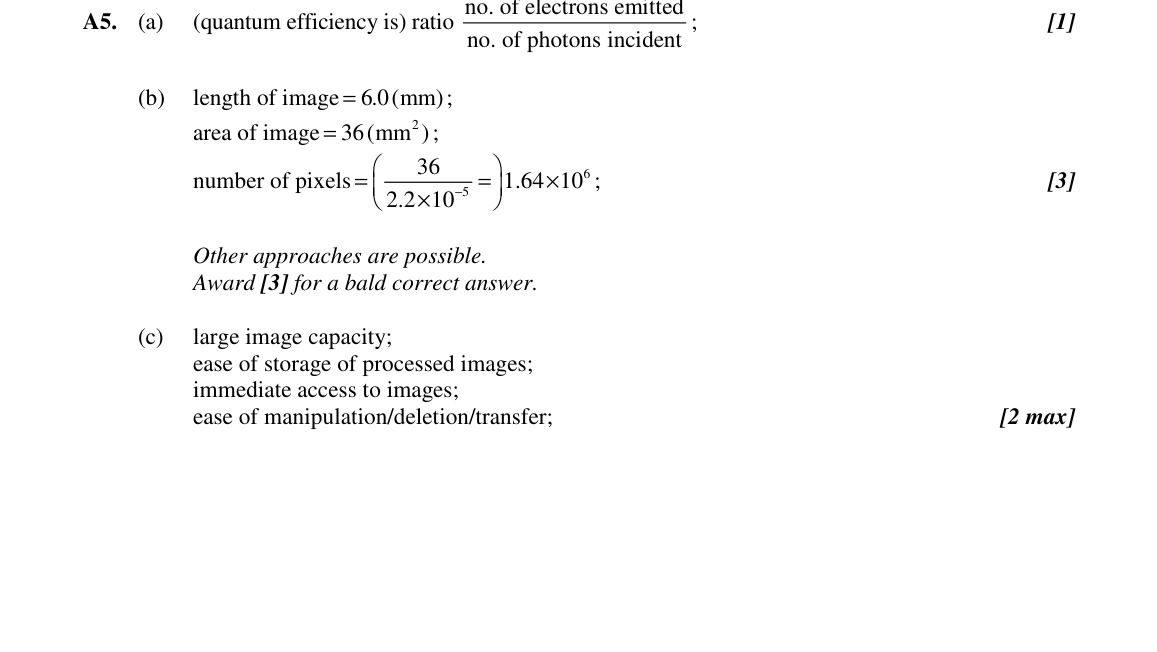 A5. (a) (quantum efficiency is) ratio no. of electrons emitted / no. of photons incident ; [1]
(b) length of image = 6.0 (mm) ;
area of image = 36 (mm²) ;
number of pixels = ( 36 / 2.2×10⁻⁵ = ) 1.64×10⁶ ; [3]
Other approaches are possible.
Award [3] for a bald correct answer.
(c) large image capacity;
ease of storage of processed images;
immediate access to images;
ease of manipulation/deletion/transfer; [2 max]